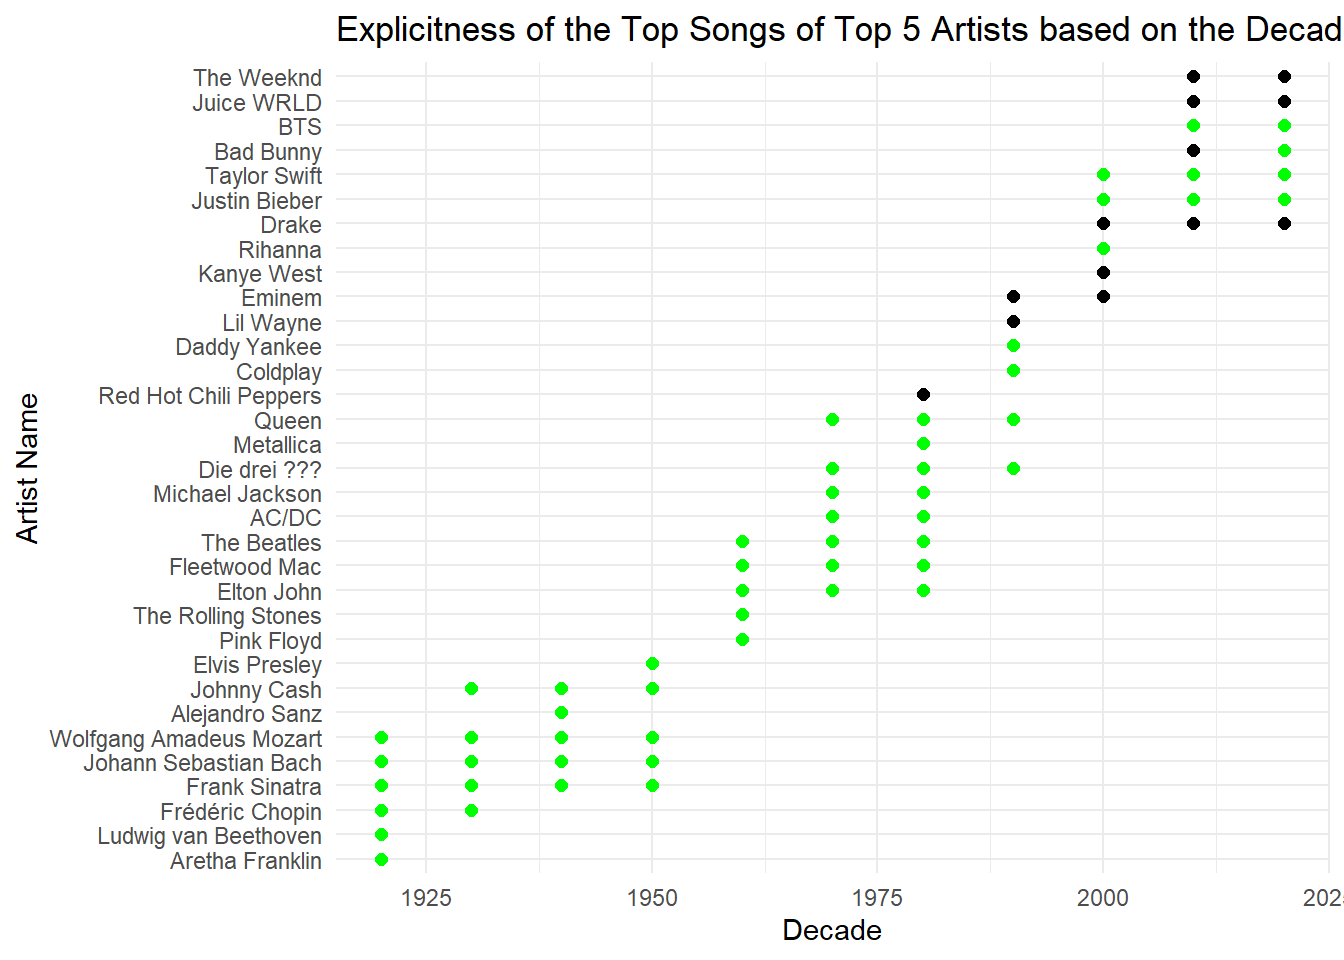 Explicitness of the Top Songs of Top 5 Artists based on the Decad
The Weeknd
Juice WRLD
BTS
Bad Bunny
Taylor Swift
Justin Bieber
Drake
Rihanna
Kanye West
Eminem
Lil Wayne
Daddy Yankee
Coldplay
Red Hot Chili Peppers
Queen
Metallica
Die drei ???
Michael Jackson
AC/DC
The Beatles
Fleetwood Mac
Elton John
The Rolling Stones
Pink Floyd
Elvis Presley
Johnny Cash
Alejandro Sanz
Wolfgang Amadeus Mozart
Johann Sebastian Bach
Frank Sinatra
Frédéric Chopin
Ludwig van Beethoven
Aretha Franklin
Artist Name
1925 1950 1975 2000 202
Decade